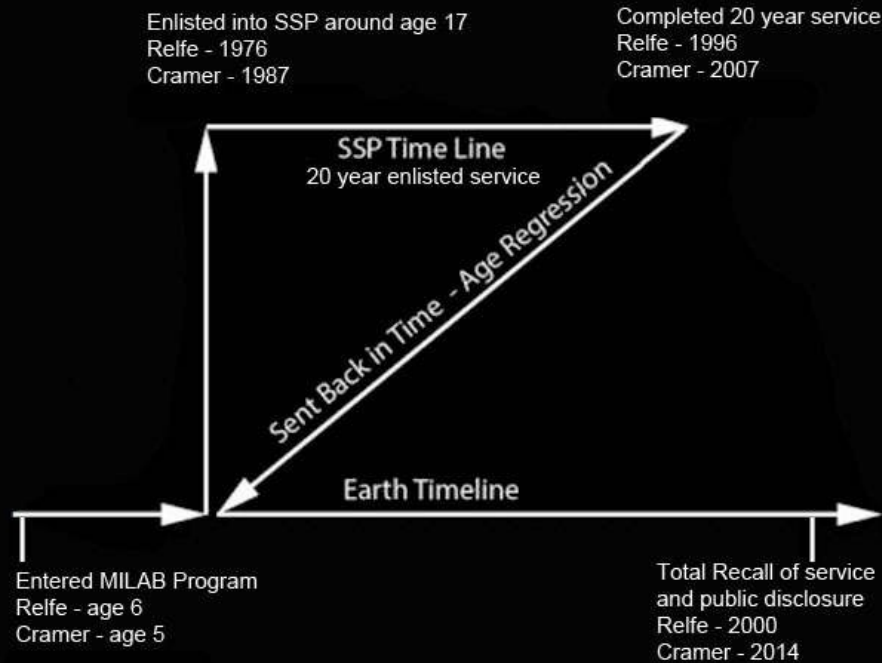 Enlisted into SSP around age 17
Relfe - 1976
Cramer - 1987
Completed 20 year service
Relfe - 1996
Cramer - 2007
SSP Time Line
20 year enlisted service
Sent Back in Time - Age Regression
Earth Timeline
Entered MILAB Program
Relfe - age 6
Cramer - age 5
Total Recall of service
and public disclosure
Relfe - 2000
Cramer - 2014